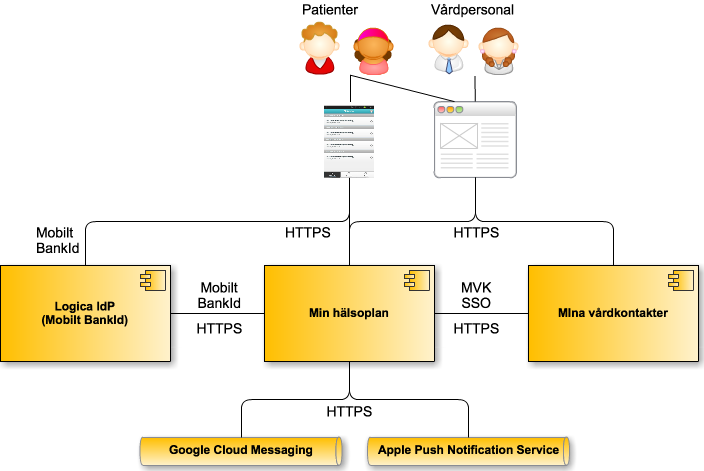 Patienter
Vårdpersonal
Mobilt
BankId
HTTPS
HTTPS
Logica IdP
(Mobilt BankId)
Mobilt
BankId
HTTPS
Min hälsoplan
MVK
SSO
HTTPS
MIna vårdkontakter
HTTPS
Google Cloud Messaging
Apple Push Notification Service